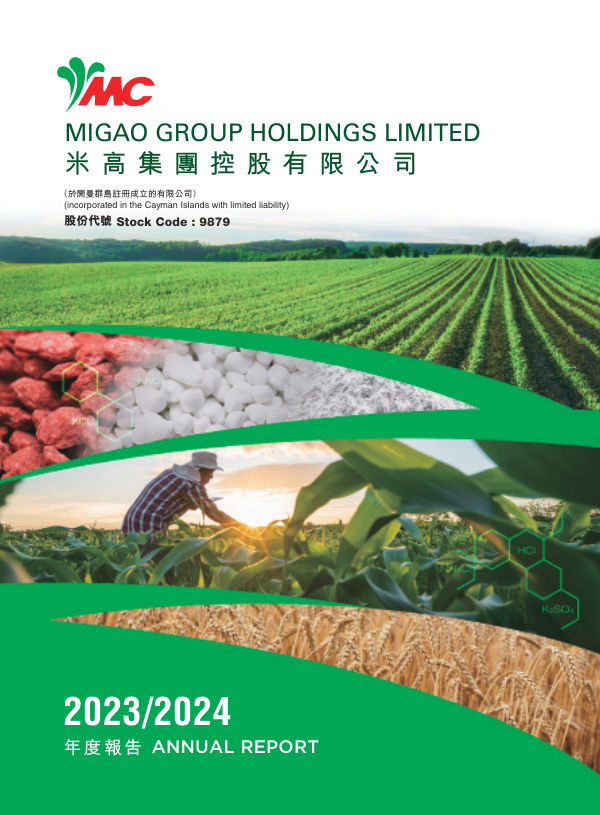 MC
MIGAO GROUP HOLDINGS LIMITED
米高集團控股有限公司
(於開曼群島註冊成立的有限公司)
(incorporated in the Cayman Islands with limited liability)
股份代號 Stock Code : 9879
KCl
HCl
K₂SO₄
2023/2024
年度報告 ANNUAL REPORT